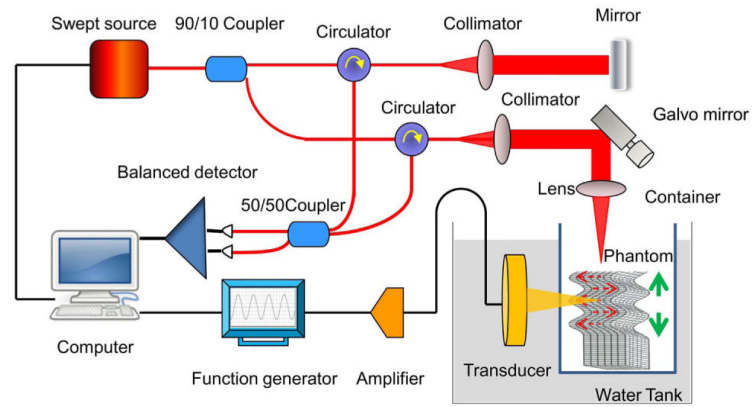 Swept source
90/10 Coupler
Circulator
Collimator
Mirror
Circulator
Collimator
Galvo mirror
Balanced detector
50/50Coupler
Lens
Container
Phantom
Computer
Function generator
Amplifier
Transducer
Water Tank